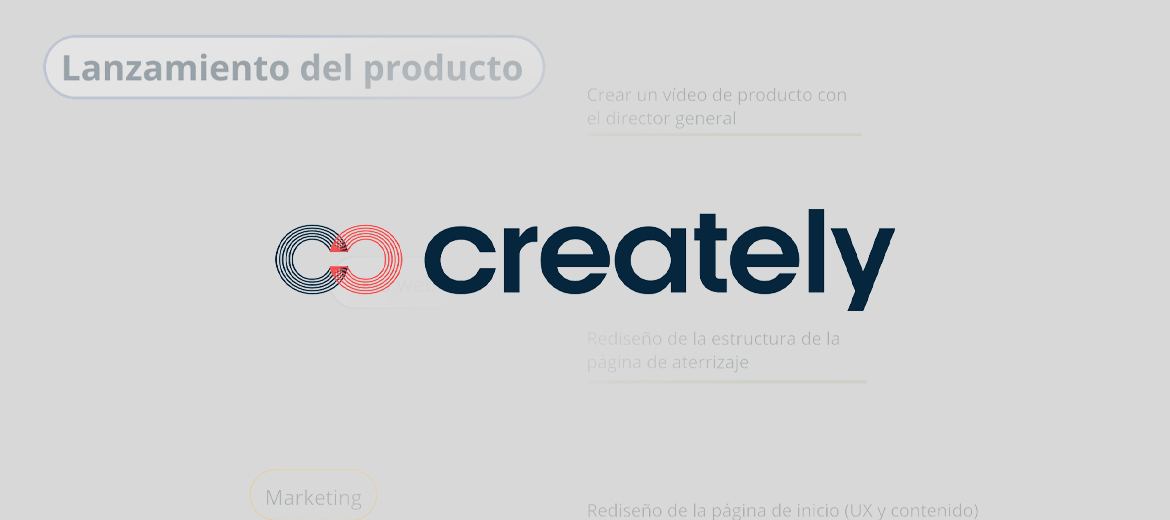 Lanzamiento del producto
Crear un vídeo de producto con
el director general
creately
Rediseño de la estructura de la
página de aterrizaje
Marketing
Rediseño de la página de inicio (UX y contenido)